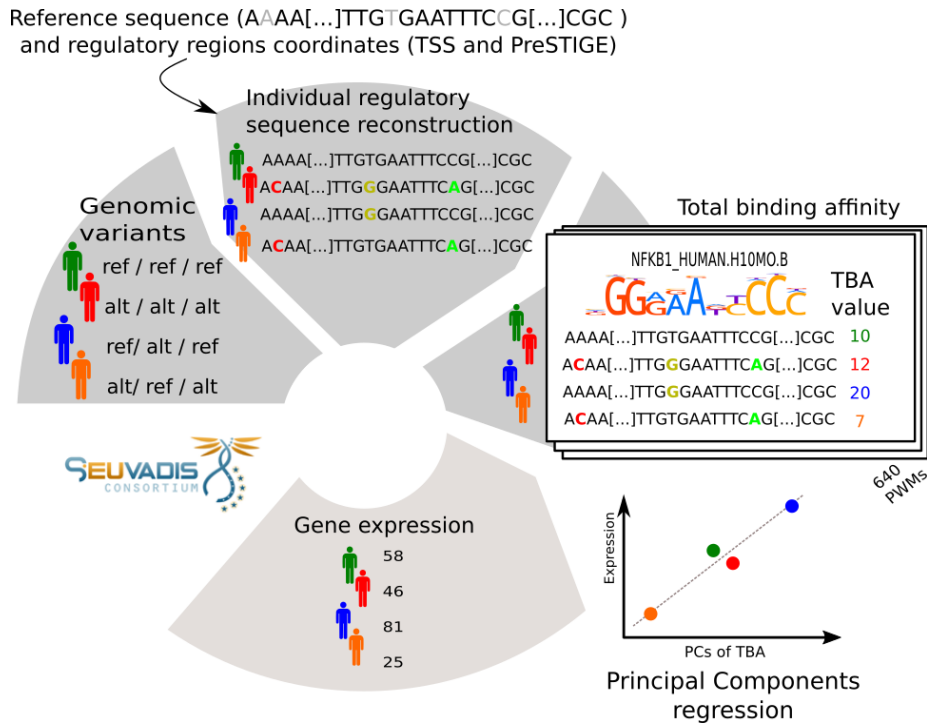 Reference sequence (AAAA[...]TTGTGAATTTCCG[...]CGC )
and regulatory regions coordinates (TSS and PreSTIGE)
Individual regulatory
sequence reconstruction
AAAA[...]TTGTGAATTTCCG[...]CGC
ACAA[...]TTGGGAATTTCAG[...]CGC
AAAA[...]TTGGGAATTTCCG[...]CGC
ACAA[...]TTGTGAATTTCAG[...]CGC
Genomic
variants
ref / ref / ref
alt / alt / alt
ref/ alt / ref
alt/ ref / alt
Total binding affinity
NFKB1_HUMAN.H10MO.B
TBA
value
AAAA[...]TTGTGAATTTCCG[...]CGC 10
ACAA[...]TTGGGAATTTCAG[...]CGC 12
AAAA[...]TTGGGAATTTCCG[...]CGC 20
ACAA[...]TTGTGAATTTCAG[...]CGC 7
640
PWMs
GEUVADIS
CONSORTIUM
Gene expression
58
46
81
25
Expression
PCs of TBA
Principal Components
regression